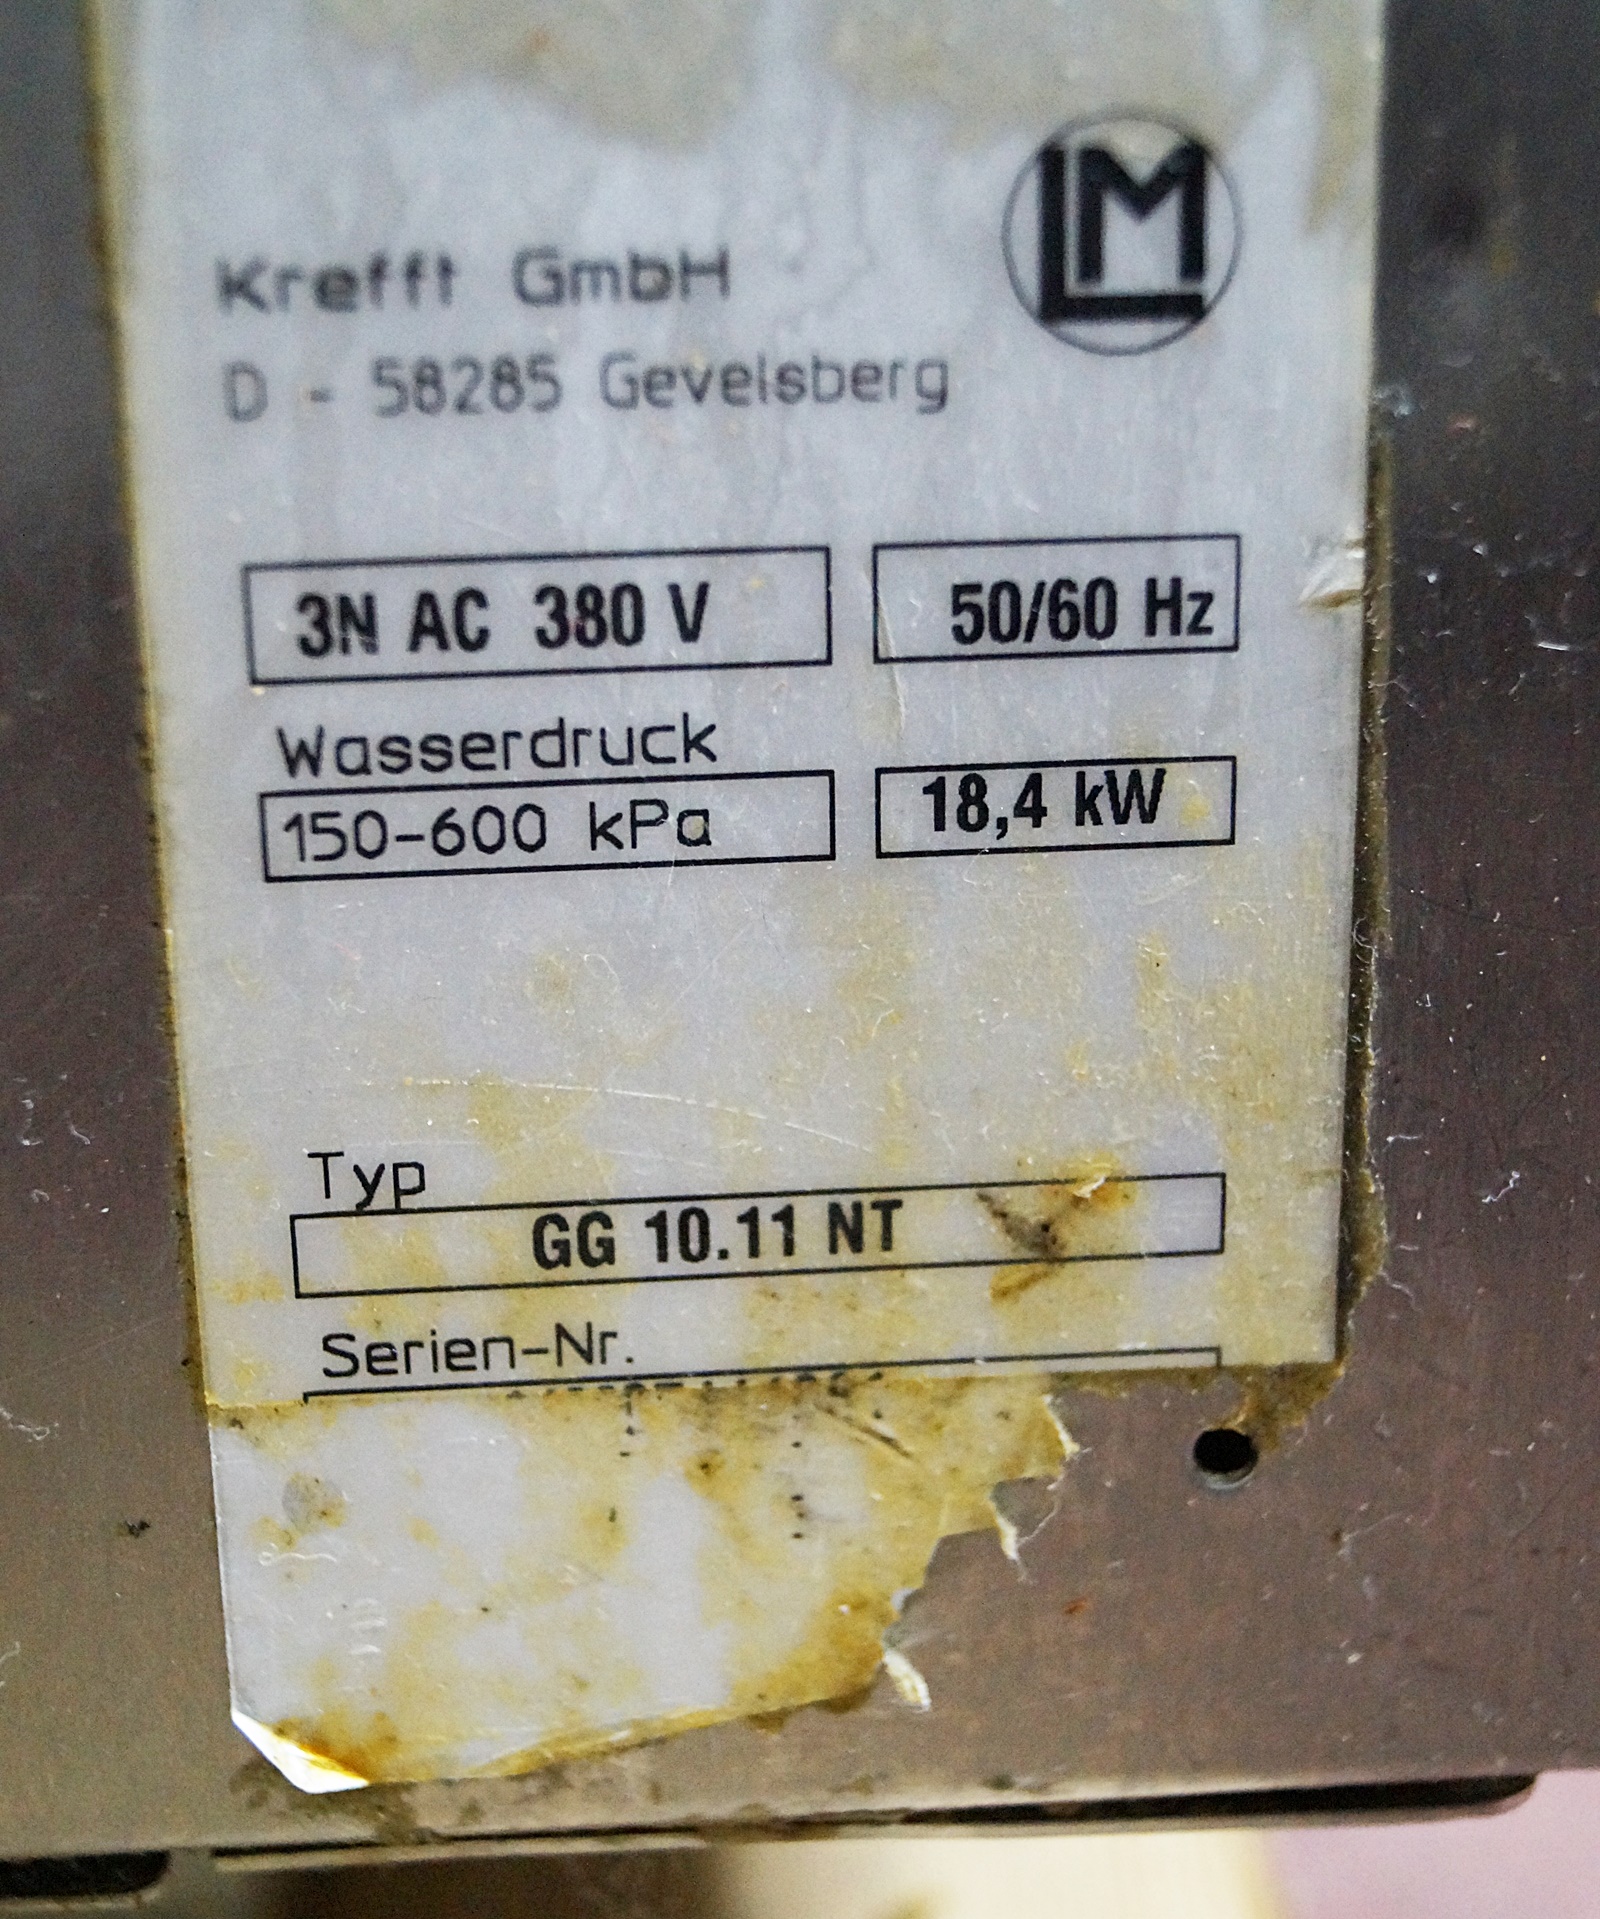 LM
Krefft GmbH
D - 58285 Gevelsberg
3N AC 380 V
50/60 Hz
Wasserdruck
150-600 kPa
18,4 kW
Typ
GG 10.11 NT
Serien-Nr.